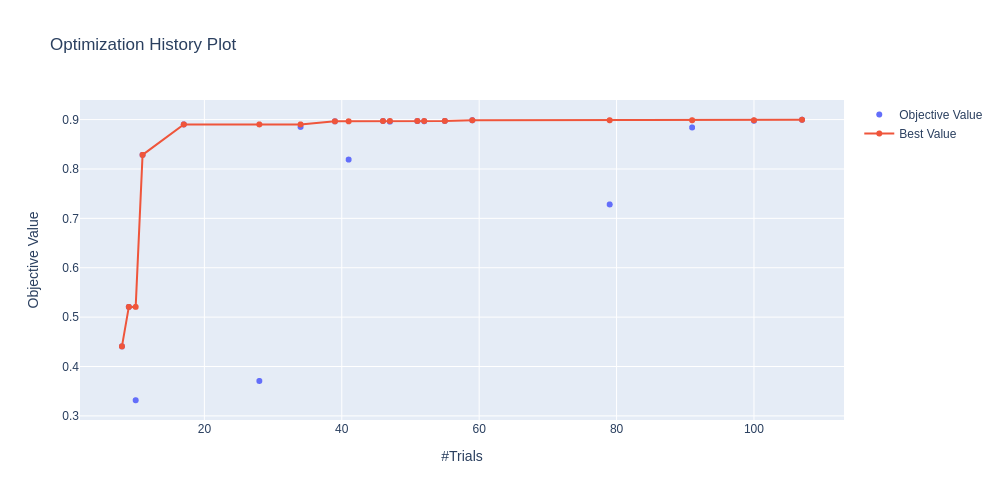 Optimization History Plot
Objective Value
Best Value
0.9
0.8
0.7
0.6
0.5
0.4
0.3
Objective Value
20
40
60
80
100
#Trials